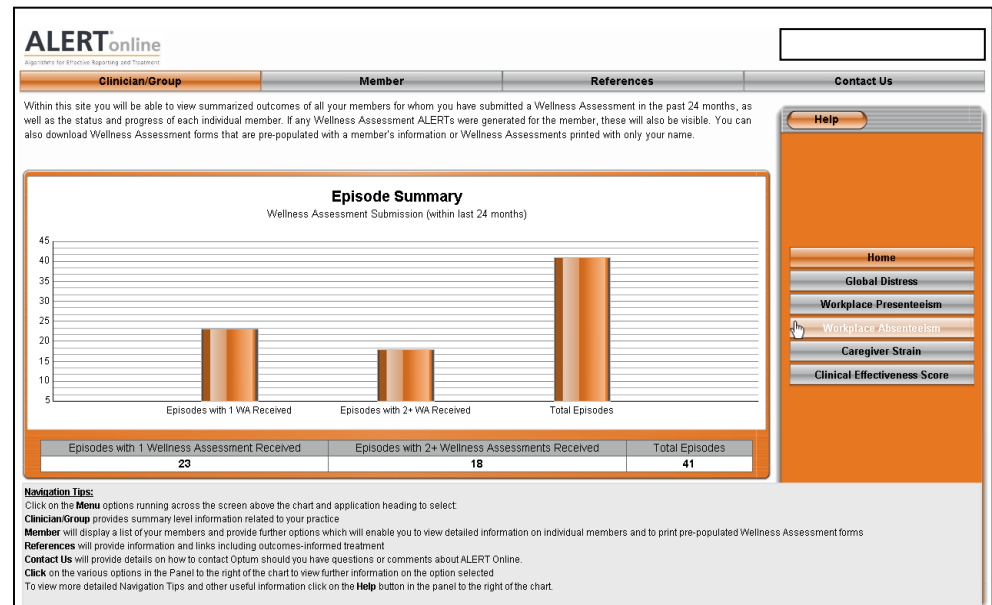 ALERT online
Algorithms for Effective Reporting and Treatment
Clinician/Group Member References Contact Us
Within this site you will be able to view summarized outcomes of all your members for whom you have submitted a Wellness Assessment in the past 24 months, as
well as the status and progress of each individual member. If any Wellness Assessment ALERTs were generated for the member, these will also be visible. You can
also download Wellness Assessment forms that are pre-populated with a member's information or Wellness Assessments printed with only your name.
Help
Episode Summary
Wellness Assessment Submission (within last 24 months)
45
40
35
30
25
20
15
10
5
Episodes with 1 WA Received Episodes with 2+ WA Received Total Episodes
Episodes with 1 Wellness Assessment Received Episodes with 2+ Wellness Assessments Received Total Episodes
23 18 41
Home
Global Distress
Workplace Presenteeism
Workplace Absenteeism
Caregiver Strain
Clinical Effectiveness Score
Navigation Tips:
Click on the Menu options running across the screen above the chart and application heading to select:
Clinician/Group provides summary level information related to your practice
Member will display a list of your members and provide further options which will enable you to view detailed information on individual members and to print pre-populated Wellness Assessment forms
References will provide information and links including outcomes-informed treatment
Contact Us will provide details on how to contact Optum should you have questions or comments about ALERT Online.
Click on the various options in the Panel to the right of the chart to view further information on the option selected
To view more detailed Navigation Tips and other useful information click on the Help button in the panel to the right of the chart.